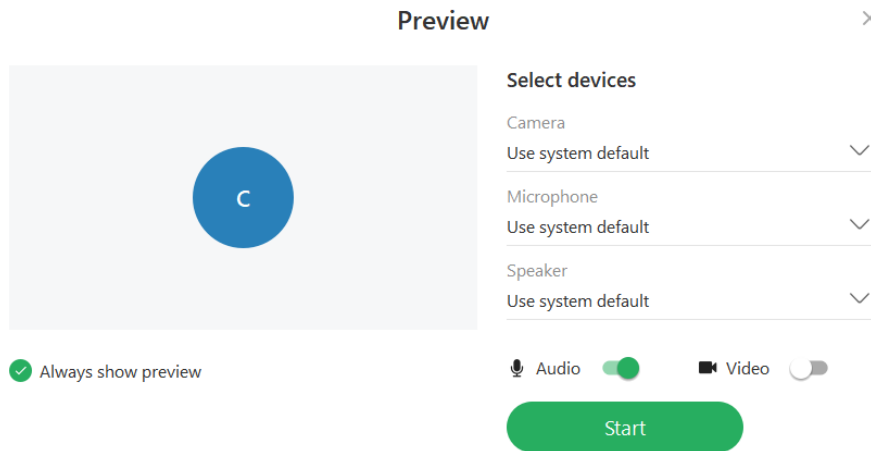 Preview
C
Always show preview
Select devices
Camera
Use system default
Microphone
Use system default
Speaker
Use system default
Audio
Video
Start